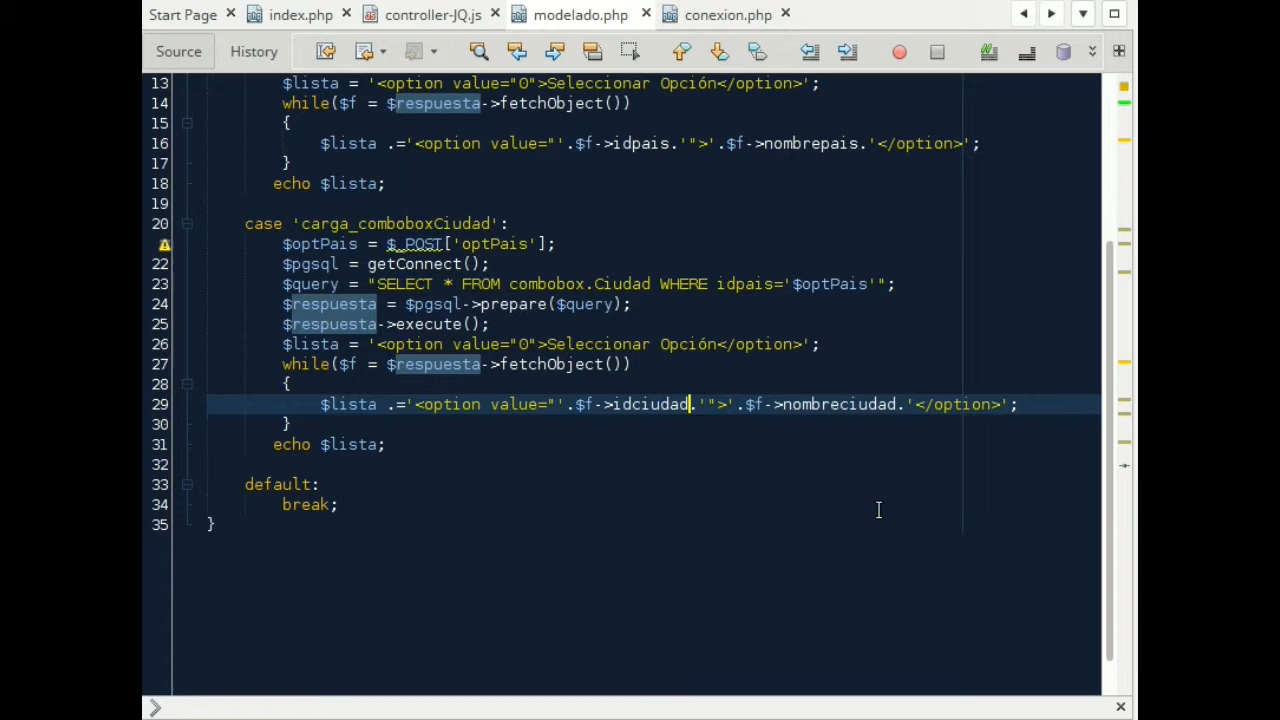 Start Page index.php controller-JQ.js modelado.php conexion.php
Source History
13 $lista = '<option value="0">Seleccionar Opción</option>';
14 while($f = $respuesta->fetchObject())
15 {
16 $lista .='<option value="'.$f->idpais.'">'.$f->nombrepais.'</option>';
17 }
18 echo $lista;
19
20 case 'carga_comboboxCiudad':
$optPais = $_POST['optPais'];
22 $pgsql = getConnect();
23 $query = "SELECT * FROM combobox.Ciudad WHERE idpais='$optPais'";
24 $respuesta = $pgsql->prepare($query);
25 $respuesta->execute();
26 $lista = '<option value="0">Seleccionar Opción</option>';
27 while($f = $respuesta->fetchObject())
28 {
29 $lista .='<option value="'.$f->idciudad.'">'.$f->nombreciudad.'</option>';
30 }
31 echo $lista;
32
33 default:
34 break;
35 }